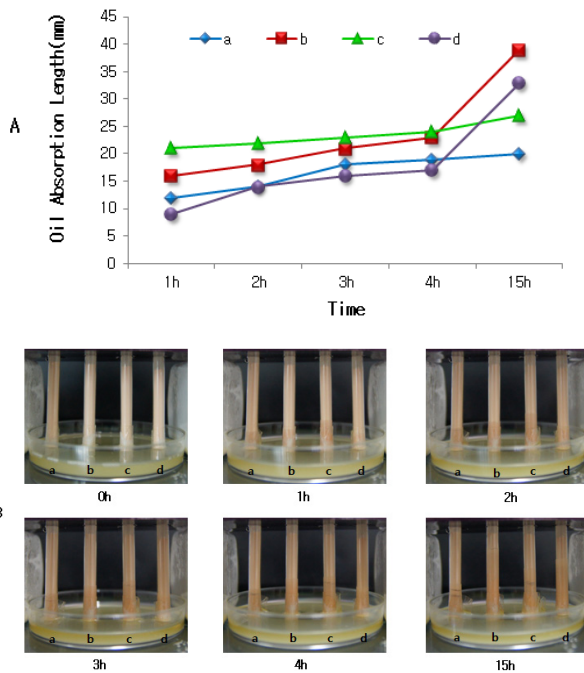 A
Oil Absorption Length(mm)
45
40
35
30
25
20
15
10
5
0
a b c d
1h 2h 3h 4h 15h
Time
a b c d
0h
a b c d
1h
a b c d
2h
a b c d
3h
a b c d
4h
a b c d
15h